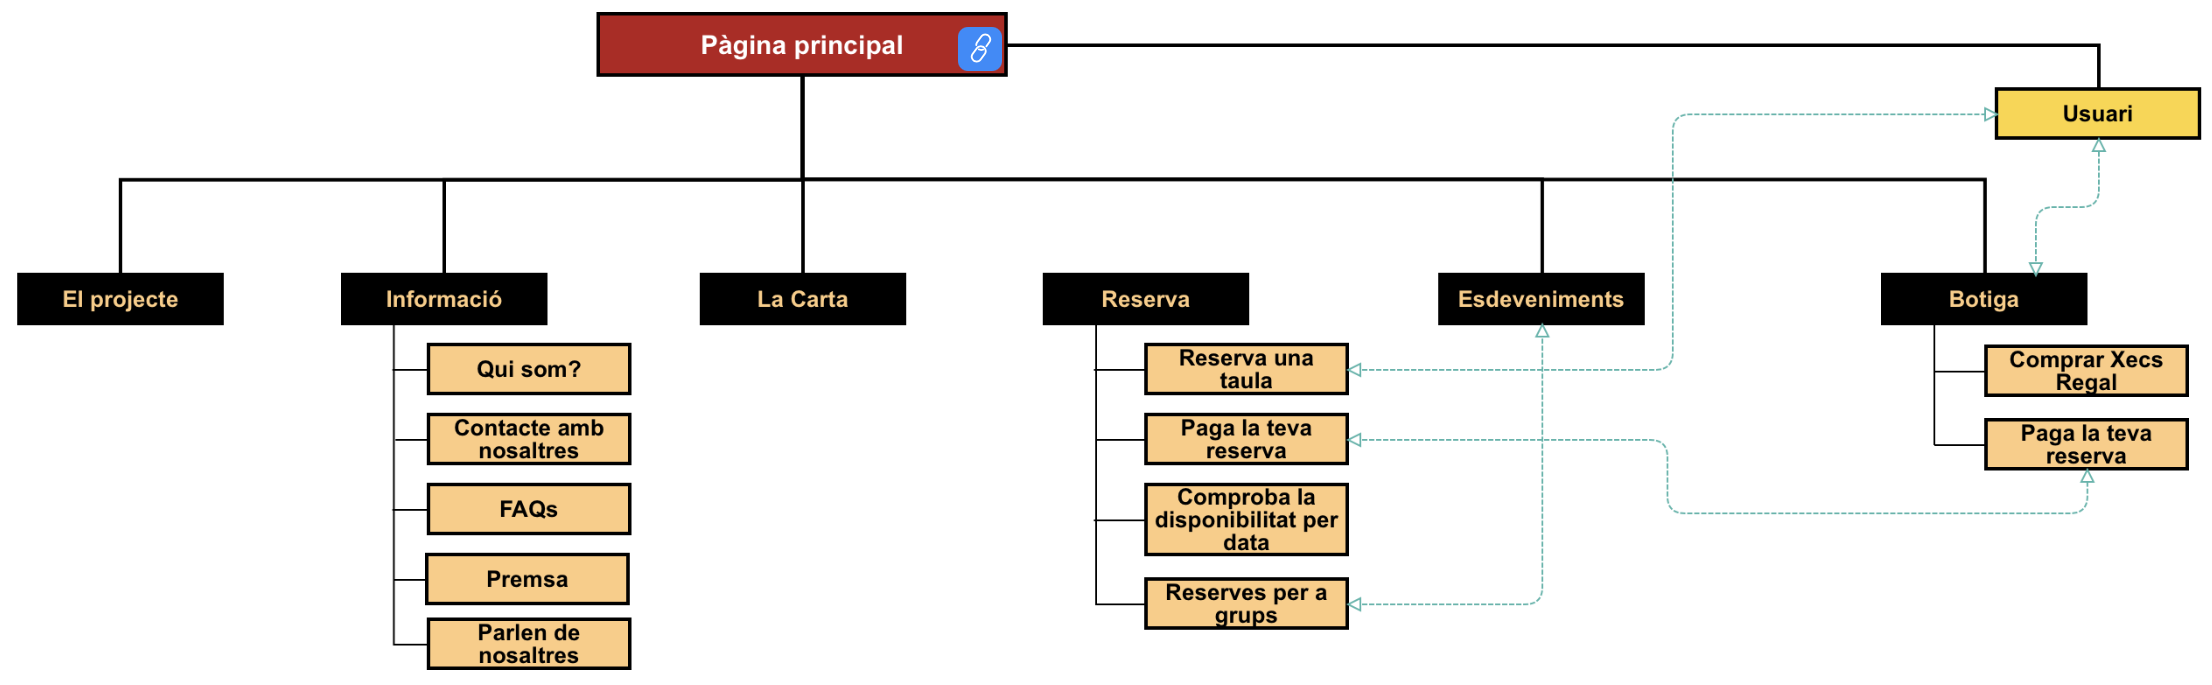 Pàgina principal
Usuari
El projecte
Informació
La Carta
Reserva
Esdeveniments
Botiga
Qui som?
Contacte amb
nosaltres
FAQs
Premsa
Parlen de
nosaltres
Reserva una
taula
Paga la teva
reserva
Comproba la
disponibilitat per
data
Reserves per a
grups
Comprar Xecs
Regal
Paga la teva
reserva